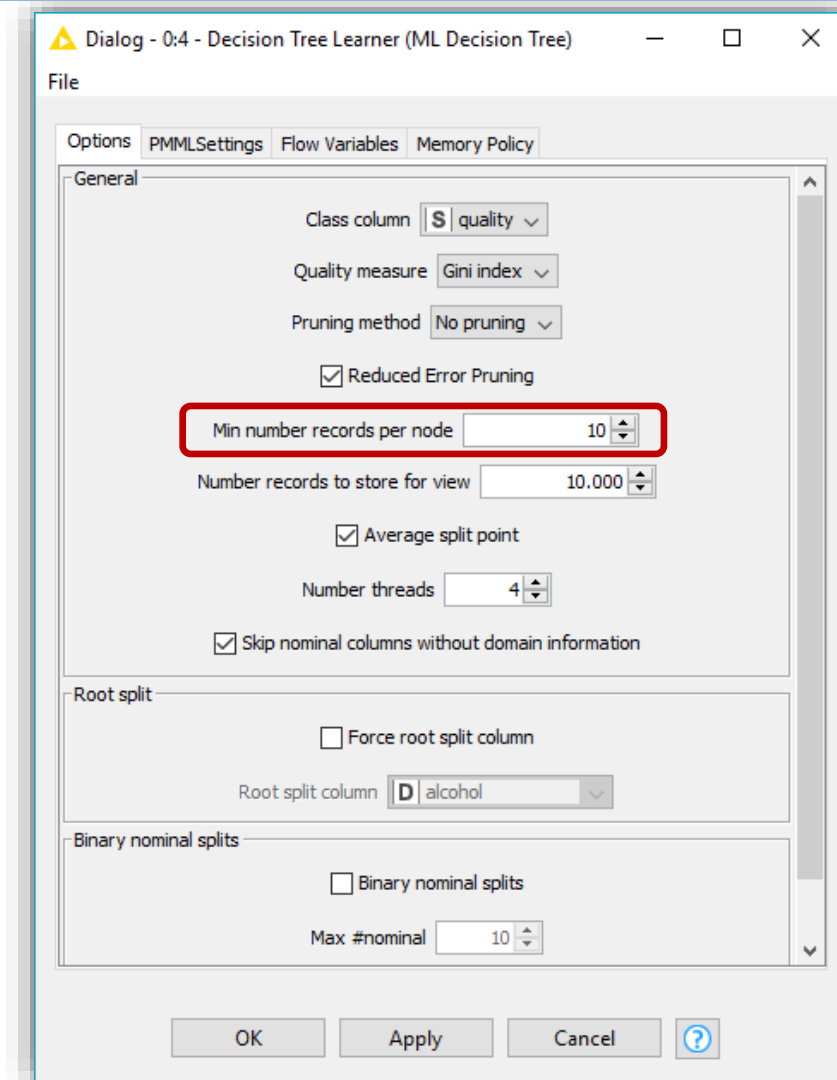 Dialog - 0:4 - Decision Tree Learner (ML Decision Tree)
File
Options PMMLSettings Flow Variables Memory Policy
General
Class column S quality
Quality measure Gini index
Pruning method No pruning
Reduced Error Pruning
Min number records per node 10
Number records to store for view 10.000
Average split point
Number threads 4
Skip nominal columns without domain information
Root split
Force root split column
Root split column D alcohol
Binary nominal splits
Binary nominal splits
Max #nominal 10
OK Apply Cancel ?